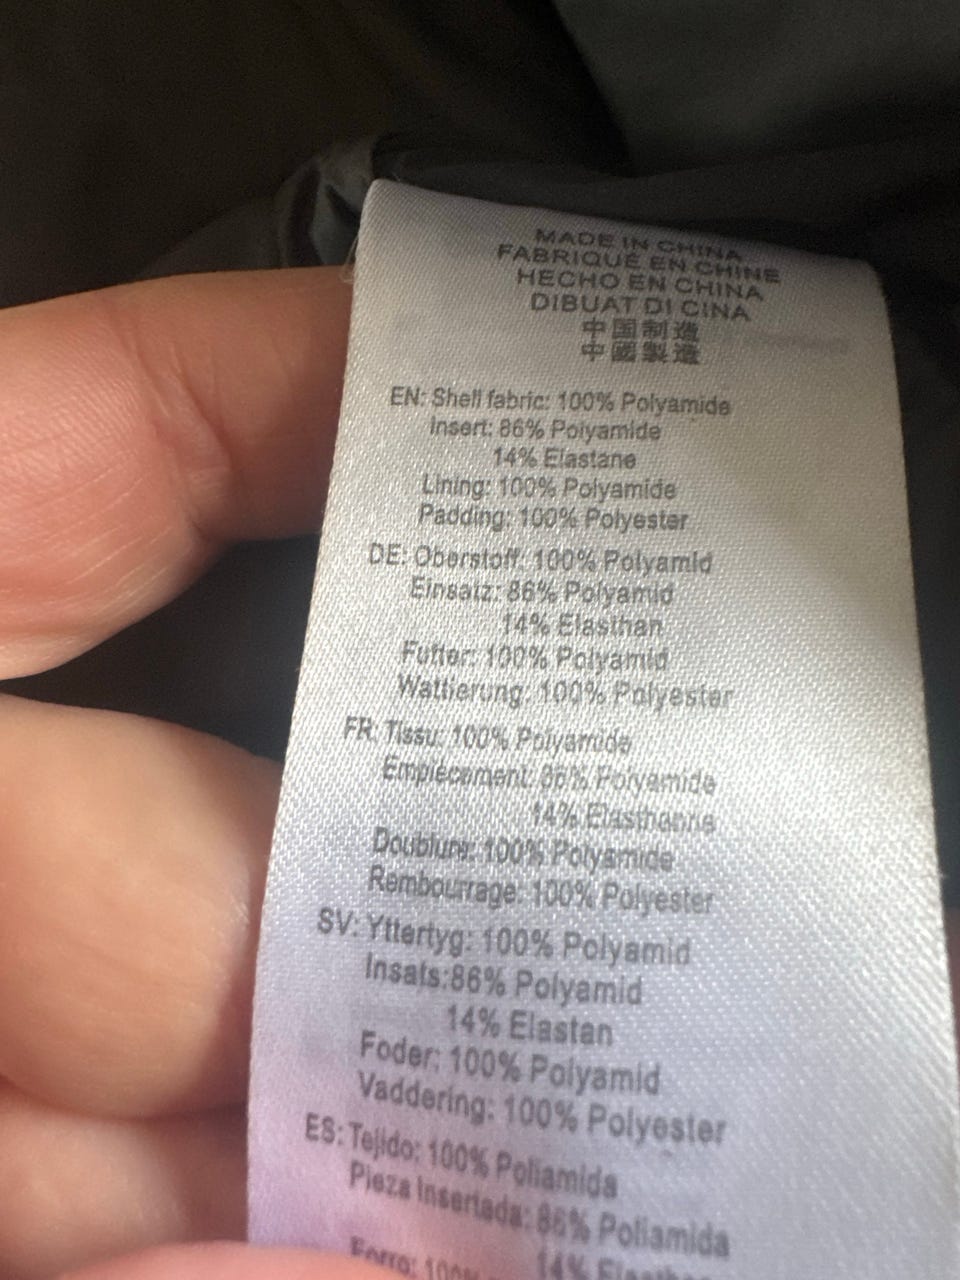 MADE IN CHINA
FABRIQUÉ EN CHINE
HECHO EN CHINA
DIBUAT DI CINA
中国制造
中國製造
EN: Shell fabric: 100% Polyamide
Insert: 86% Polyamide
14% Elastane
Lining: 100% Polyamide
Padding: 100% Polyester
DE: Oberstoff: 100% Polyamid
Einsatz: 86% Polyamid
14% Elasthan
Futter: 100% Polyamid
Wattierung: 100% Polyester
FR: Tissu: 100% Polyamide
Empiècement: 86% Polyamide
14% Elasthanne
Doublure: 100% Polyamide
Rembourrage: 100% Polyester
SV: Yttertyg: 100% Polyamid
Insats:86% Polyamid
14% Elastan
Foder: 100% Polyamid
Vaddering: 100% Polyester
ES: Tejido: 100% Poliamida
Pieza Insertada: 86% Poliamida
14%
Forro: 100%